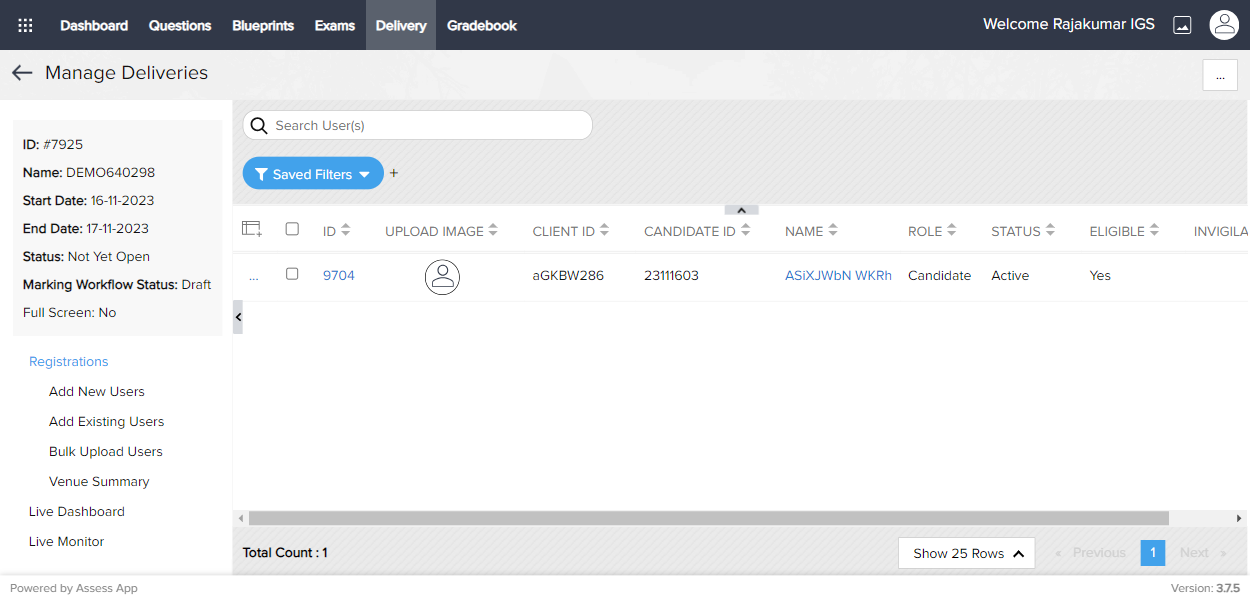 Dashboard Questions Blueprints Exams Delivery Gradebook Welcome Rajakumar IGS
Manage Deliveries ...
ID: #7925
Name: DEMO640298
Start Date: 16-11-2023
End Date: 17-11-2023
Status: Not Yet Open
Marking Workflow Status: Draft
Full Screen: No
Registrations
Add New Users
Add Existing Users
Bulk Upload Users
Venue Summary
Live Dashboard
Live Monitor
Search User(s)
Saved Filters +
ID UPLOAD IMAGE CLIENT ID CANDIDATE ID NAME ROLE STATUS ELIGIBLE INVIGILA
... 9704 aGKBW286 23111603 ASiXJWbN WKRh Candidate Active Yes
Total Count : 1 Show 25 Rows « Previous 1 Next »
Powered by Assess App Version: 3.7.5